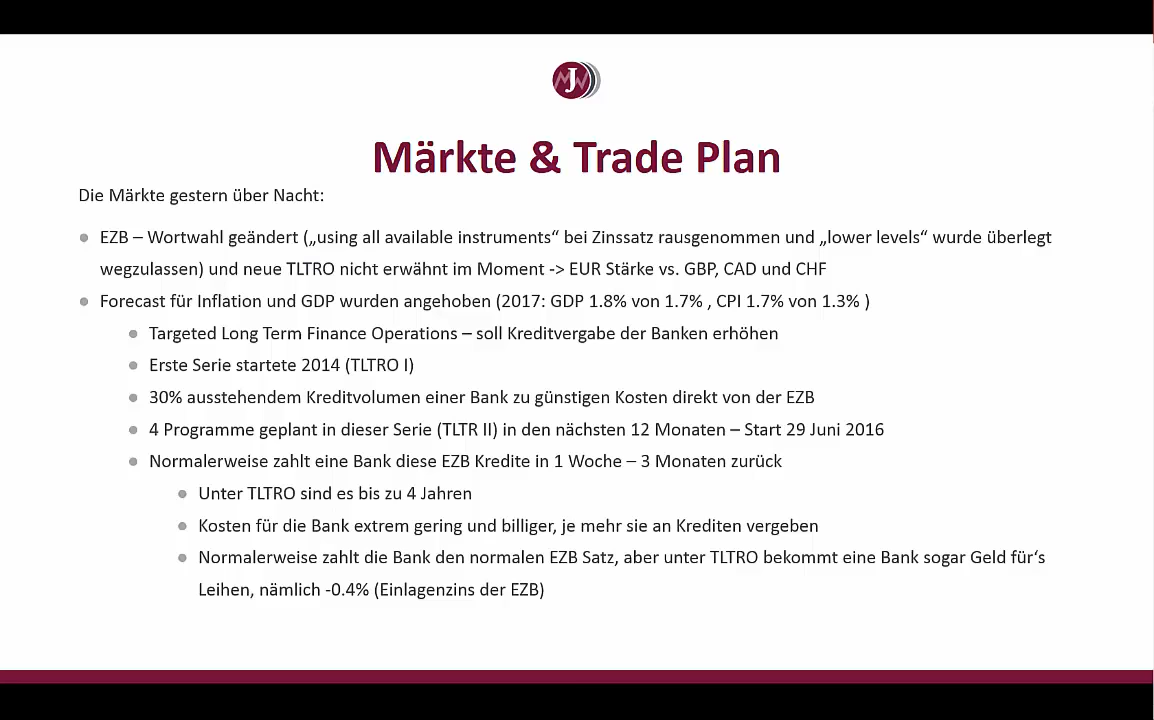 J
Märkte & Trade Plan
Die Märkte gestern über Nacht:
EZB – Wortwahl geändert („using all available instruments“ bei Zinssatz rausgenommen und „lower levels“ wurde überlegt
wegzulassen) und neue TLTRO nicht erwähnt im Moment -> EUR Stärke vs. GBP, CAD und CHF
Forecast für Inflation und GDP wurden angehoben (2017: GDP 1.8% von 1.7% , CPI 1.7% von 1.3% )
Targeted Long Term Finance Operations – soll Kreditvergabe der Banken erhöhen
Erste Serie startete 2014 (TLTRO I)
30% ausstehendem Kreditvolumen einer Bank zu günstigen Kosten direkt von der EZB
4 Programme geplant in dieser Serie (TLTR II) in den nächsten 12 Monaten – Start 29 Juni 2016
Normalerweise zahlt eine Bank diese EZB Kredite in 1 Woche – 3 Monaten zurück
Unter TLTRO sind es bis zu 4 Jahren
Kosten für die Bank extrem gering und billiger, je mehr sie an Krediten vergeben
Normalerweise zahlt die Bank den normalen EZB Satz, aber unter TLTRO bekommt eine Bank sogar Geld für‘s
Leihen, nämlich -0.4% (Einlagenzins der EZB)